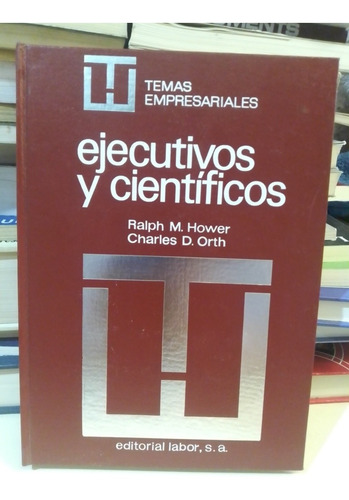 TEMAS
EMPRESARIALES
ejecutivos
y científicos
Ralph M. Hower
Charles D. Orth
editorial labor, s. a.